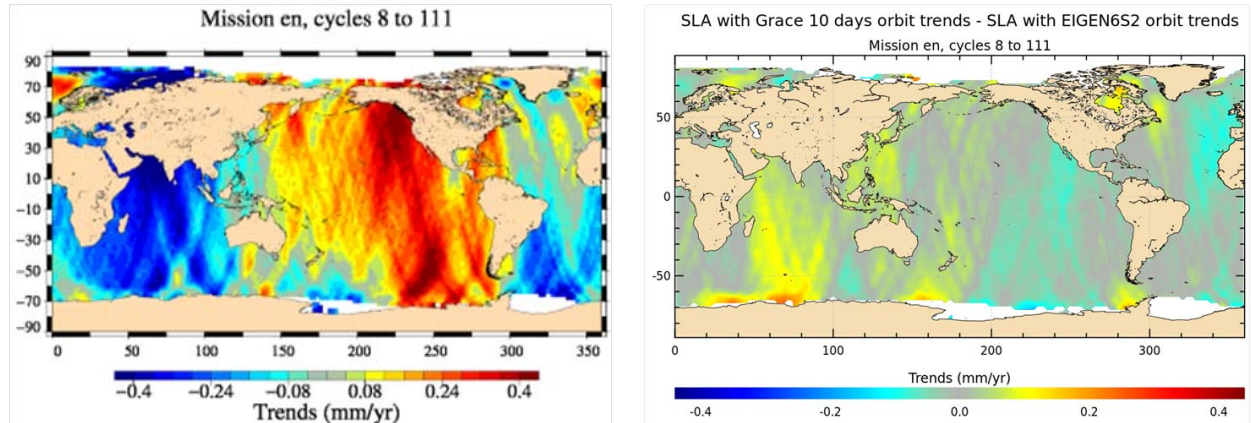 Mission en, cycles 8 to 111
90
70
50
30
10
−10
−30
−50
−70
−90
0 50 100 150 200 250 300 350
−0.4 −0.24 −0.08 0.08 0.24 0.4
Trends (mm/yr)
SLA with Grace 10 days orbit trends - SLA with EIGEN6S2 orbit trends
Mission en, cycles 8 to 111
50
0
-50
0 100 200 300
Trends (mm/yr)
-0.4 -0.2 0.0 0.2 0.4